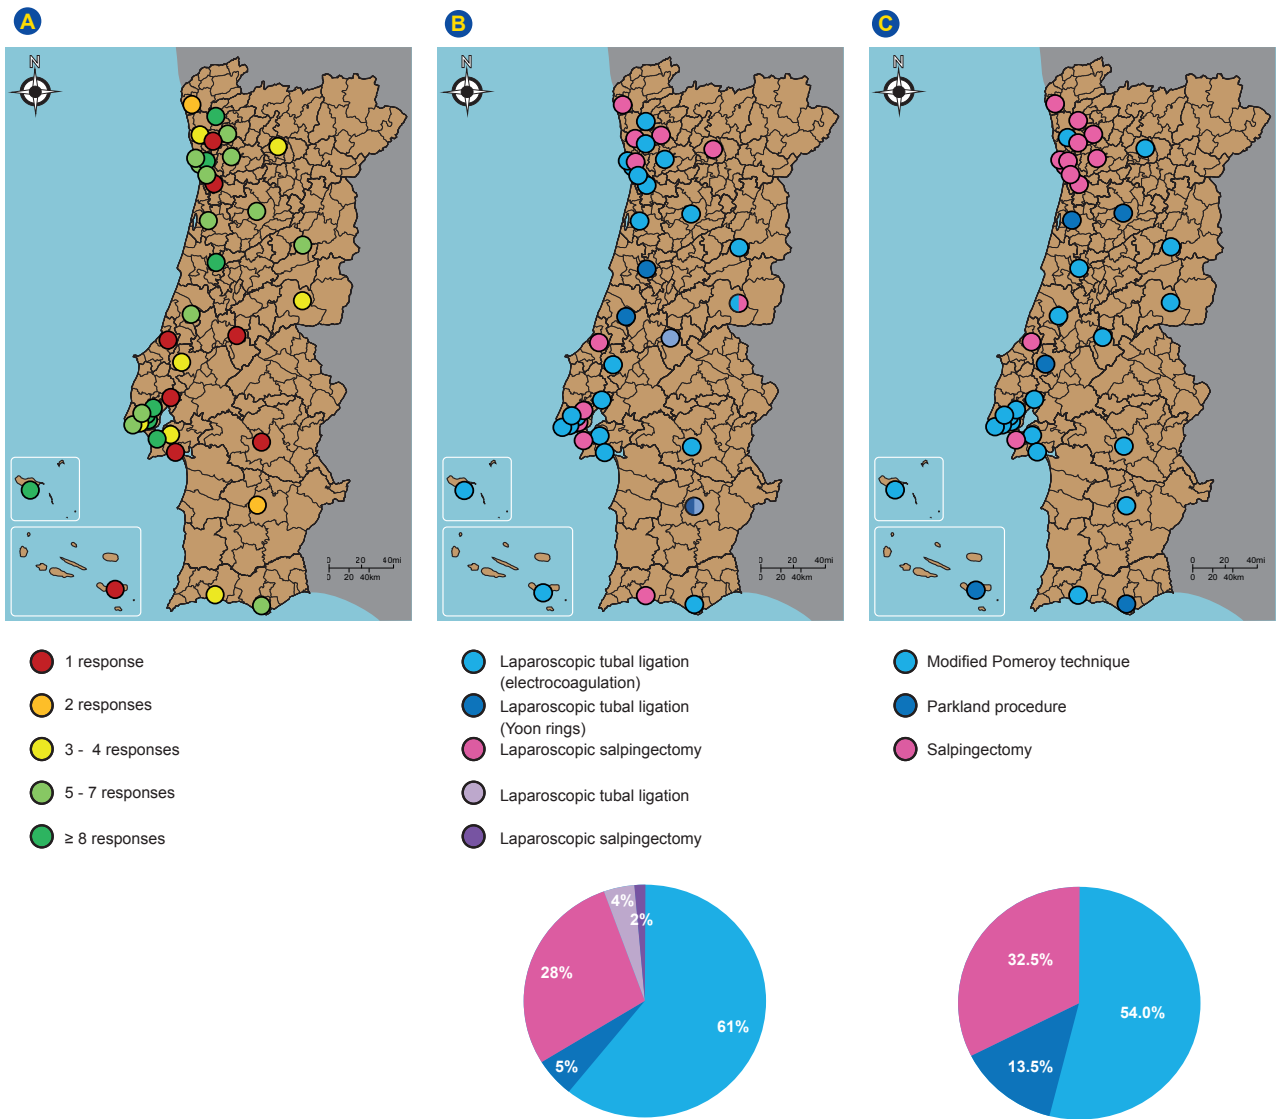 A
B
C
N
N
N
0 20 40mi
0 20 40km
0 20 40mi
0 20 40km
0 20 40mi
0 20 40km
1 response
2 responses
3 - 4 responses
5 - 7 responses
≥ 8 responses
Laparoscopic tubal ligation
(electrocoagulation)
Laparoscopic tubal ligation
(Yoon rings)
Laparoscopic salpingectomy
Laparoscopic tubal ligation
Laparoscopic salpingectomy
Modified Pomeroy technique
Parkland procedure
Salpingectomy
4%
2%
28%
61%
5%
32.5%
54.0%
13.5%